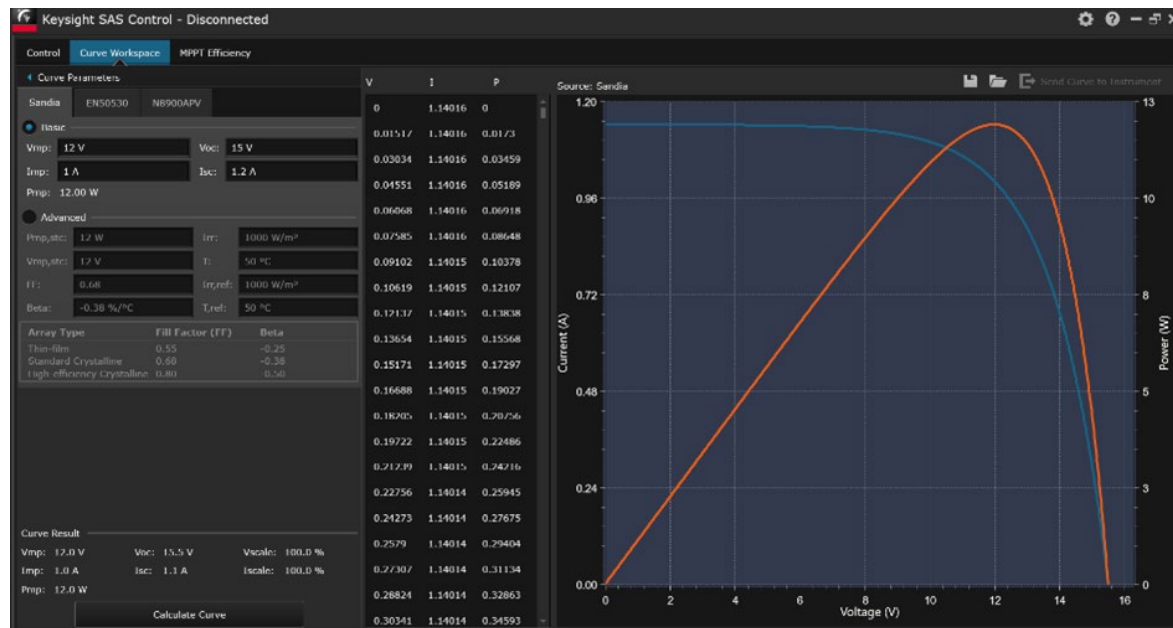 Keysight SAS Control - Disconnected
Control Curve Workspace MPPT Efficiency
Curve Parameters
Sandia EN50530 N8900APV
Basic
Vmp: 12 V Voc: 15 V
Imp: 1 A Isc: 1.2 A
Pmp: 12.00 W
Advanced
Pmp,stc: 12 W Irr: 1000 W/m²
Vmp,stc: 12 V T: 50 ºC
FF: 0.68 Irr,ref: 1000 W/m²
Beta: -0.38 %/ºC T,ref: 50 ºC
Array Type Fill Factor (FF) Beta
Thin-film 0.55 -0.25
Standard Crystalline 0.68 -0.38
High-efficiency Crystalline 0.80 -0.50
Curve Result
Vmp: 12.0 V Voc: 15.5 V Vscale: 100.0 %
Imp: 1.0 A Isc: 1.1 A Iscale: 100.0 %
Pmp: 12.0 W
Calculate Curve
V I P
0 1.14016 0
0.01517 1.14016 0.0173
0.03034 1.14016 0.03459
0.04551 1.14016 0.05189
0.06068 1.14016 0.06918
0.07585 1.14016 0.08648
0.09102 1.14015 0.10378
0.10619 1.14015 0.12107
0.12137 1.14015 0.13838
0.13654 1.14015 0.15568
0.15171 1.14015 0.17297
0.16688 1.14015 0.19027
0.18205 1.14015 0.20756
0.19722 1.14015 0.22486
0.21239 1.14015 0.24216
0.22756 1.14014 0.25945
0.24273 1.14014 0.27675
0.2579 1.14014 0.29404
0.27307 1.14014 0.31134
0.28824 1.14014 0.32863
0.30341 1.14014 0.34593
Source: Sandia
Send Curve to Instrument
1.20
0.96
0.72
0.48
0.24
0.00
Current (A)
13
10
8
5
3
0
Power (W)
0 2 4 6 8 10 12 14 16
Voltage (V)